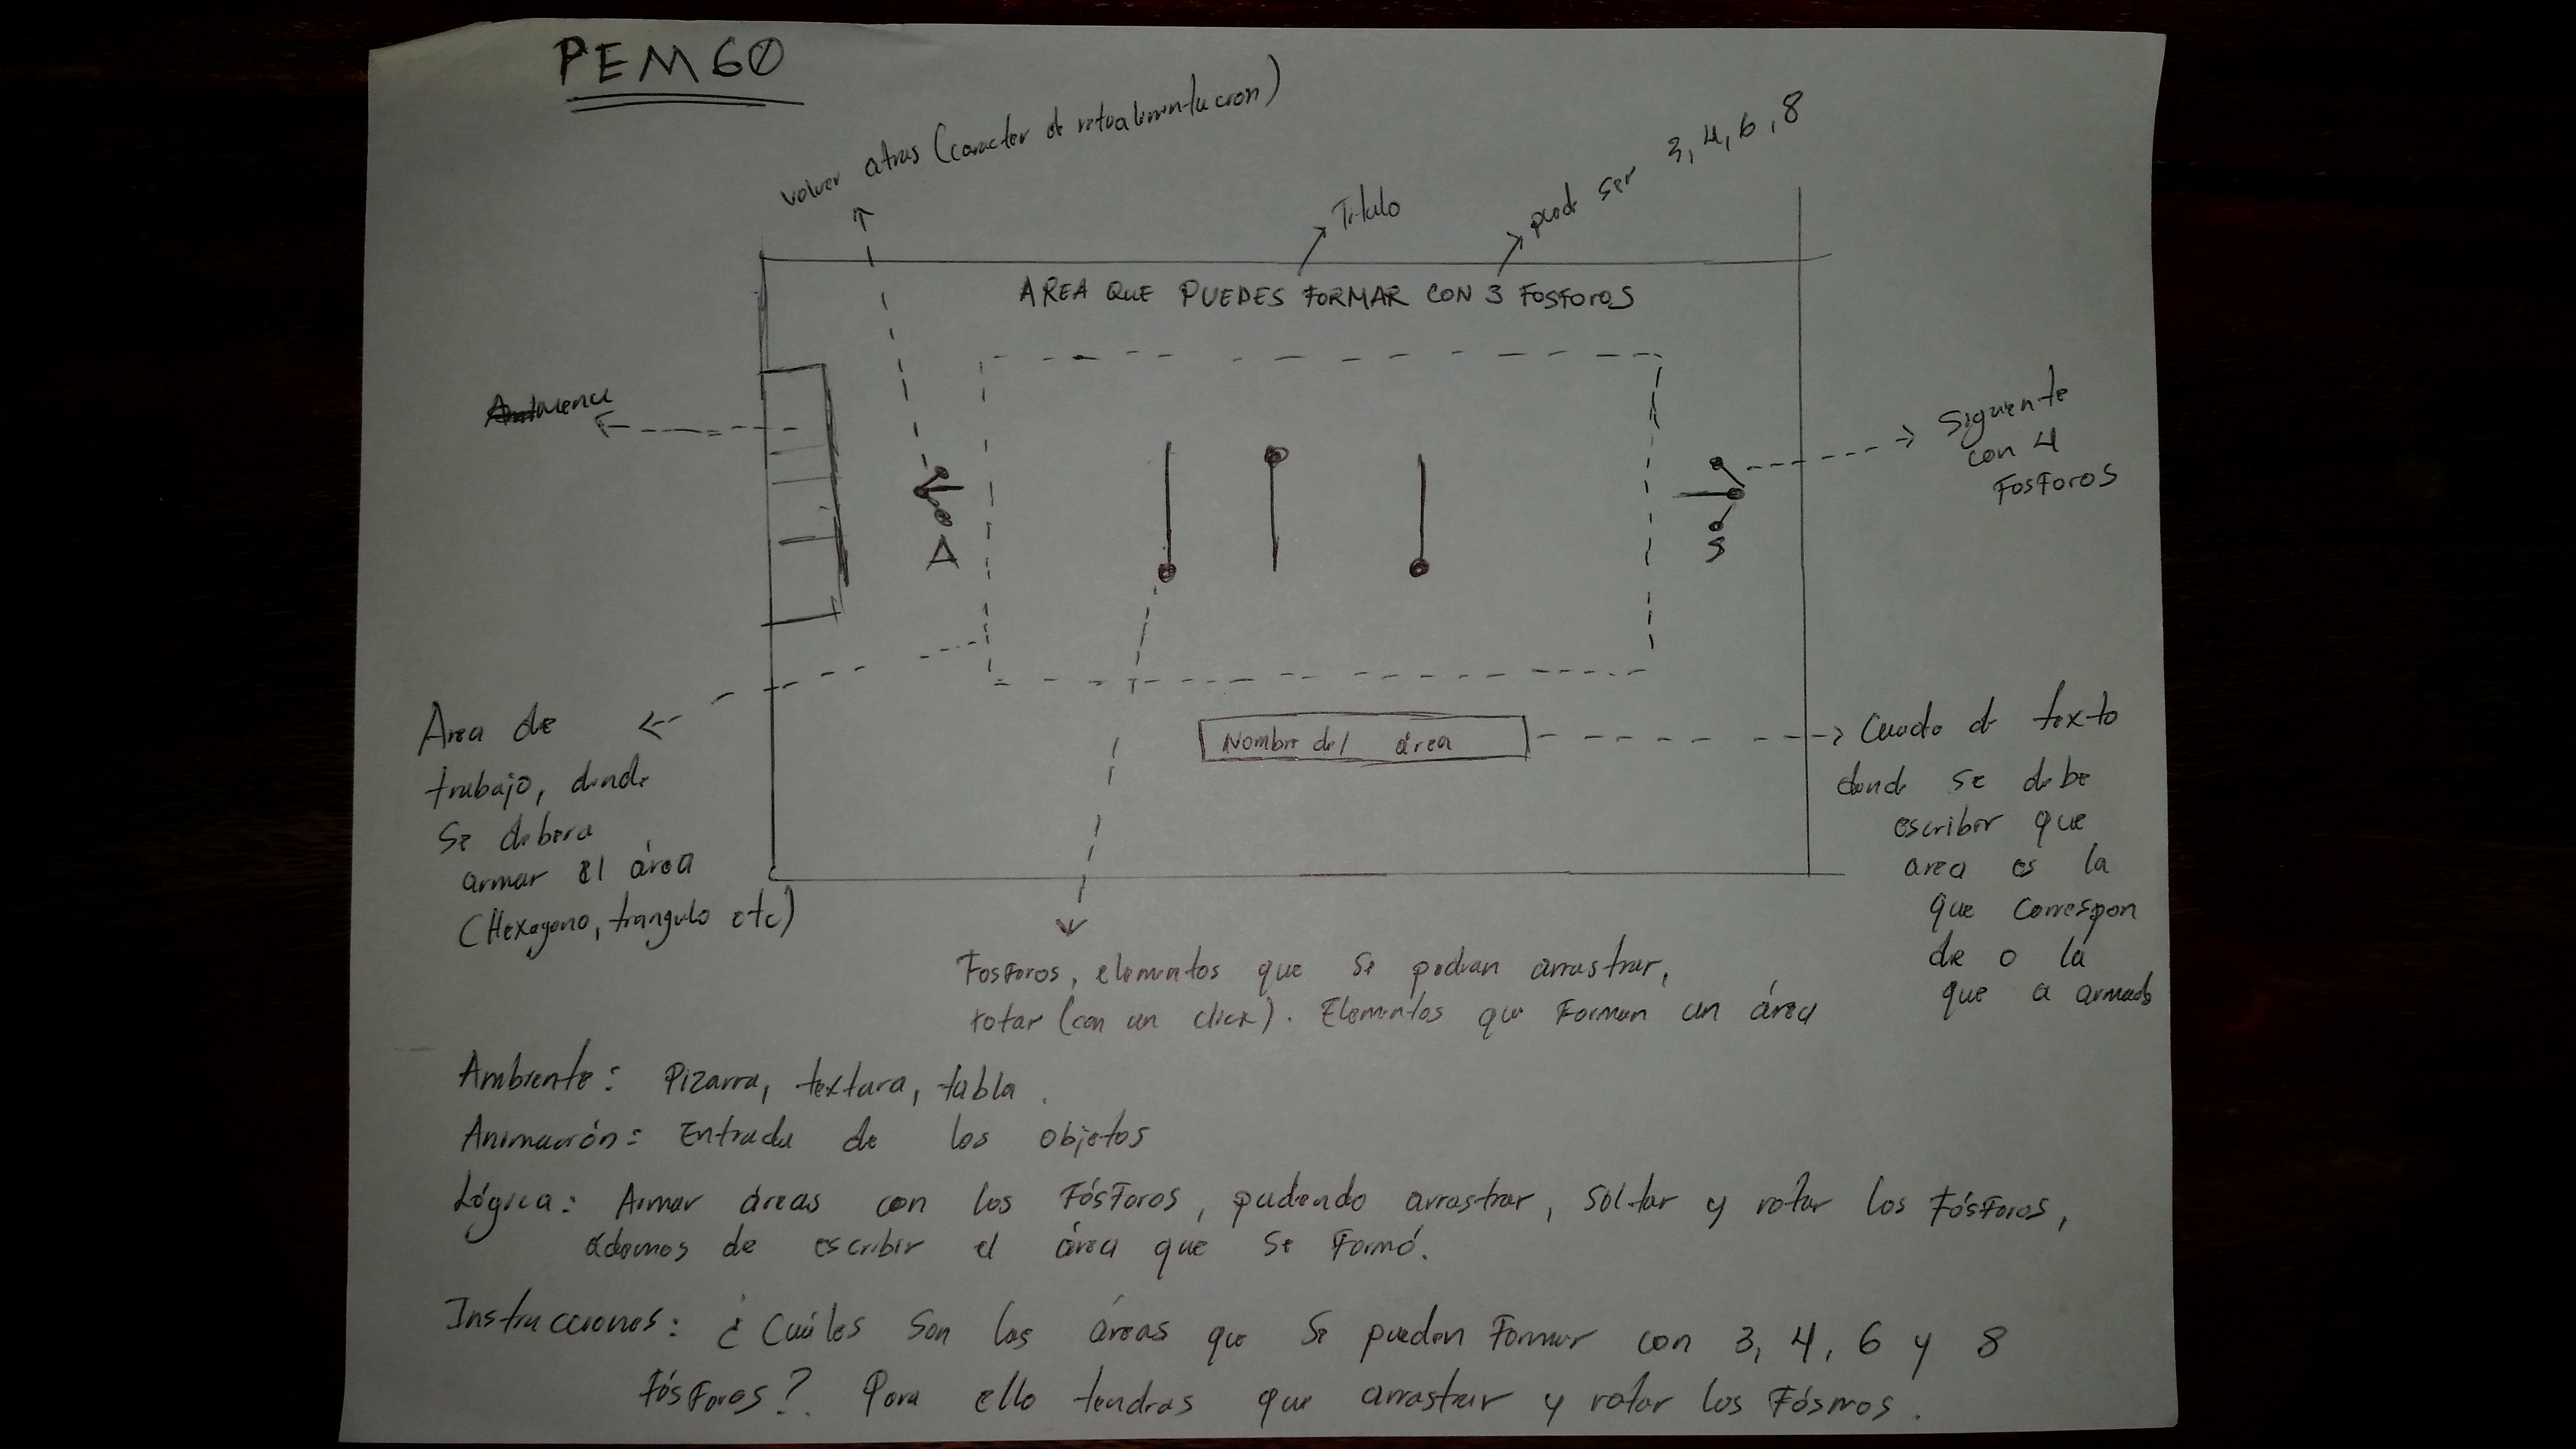 PEM60
volver atras (caracter de retroalimentacion)
Titulo
puede ser 3, 4, 6, 8
AREA QUE PUEDES FORMAR CON 3 FOSFOROS
menu
Siguiente
con 4
FosForos
A
S
Area de
trabajo, donde
se debera
armar el área
(Hexagono, triangulo etc)
Nombre del área
Cuadro de texto
donde se debe
escribir que
area es la
que correspon
de o la
que a armado
FosForos, elementos que se podran arrastrar,
rotar (con un click). Elementos que Forman un área
Ambiente: Pizarra, textura, tabla.
Animación: Entrada de los objetos
Lógica: Armar áreas con los FósForos, pudiendo arrastrar, soltar y rotar los FósForos,
ádemas de escribir el área que se Formó.
Instrucciones: ¿Cuáles son las áreas que se pueden Formar con 3, 4, 6 y 8
FósForos? Para ello tendras que arrastrar y rotar los Fósros.